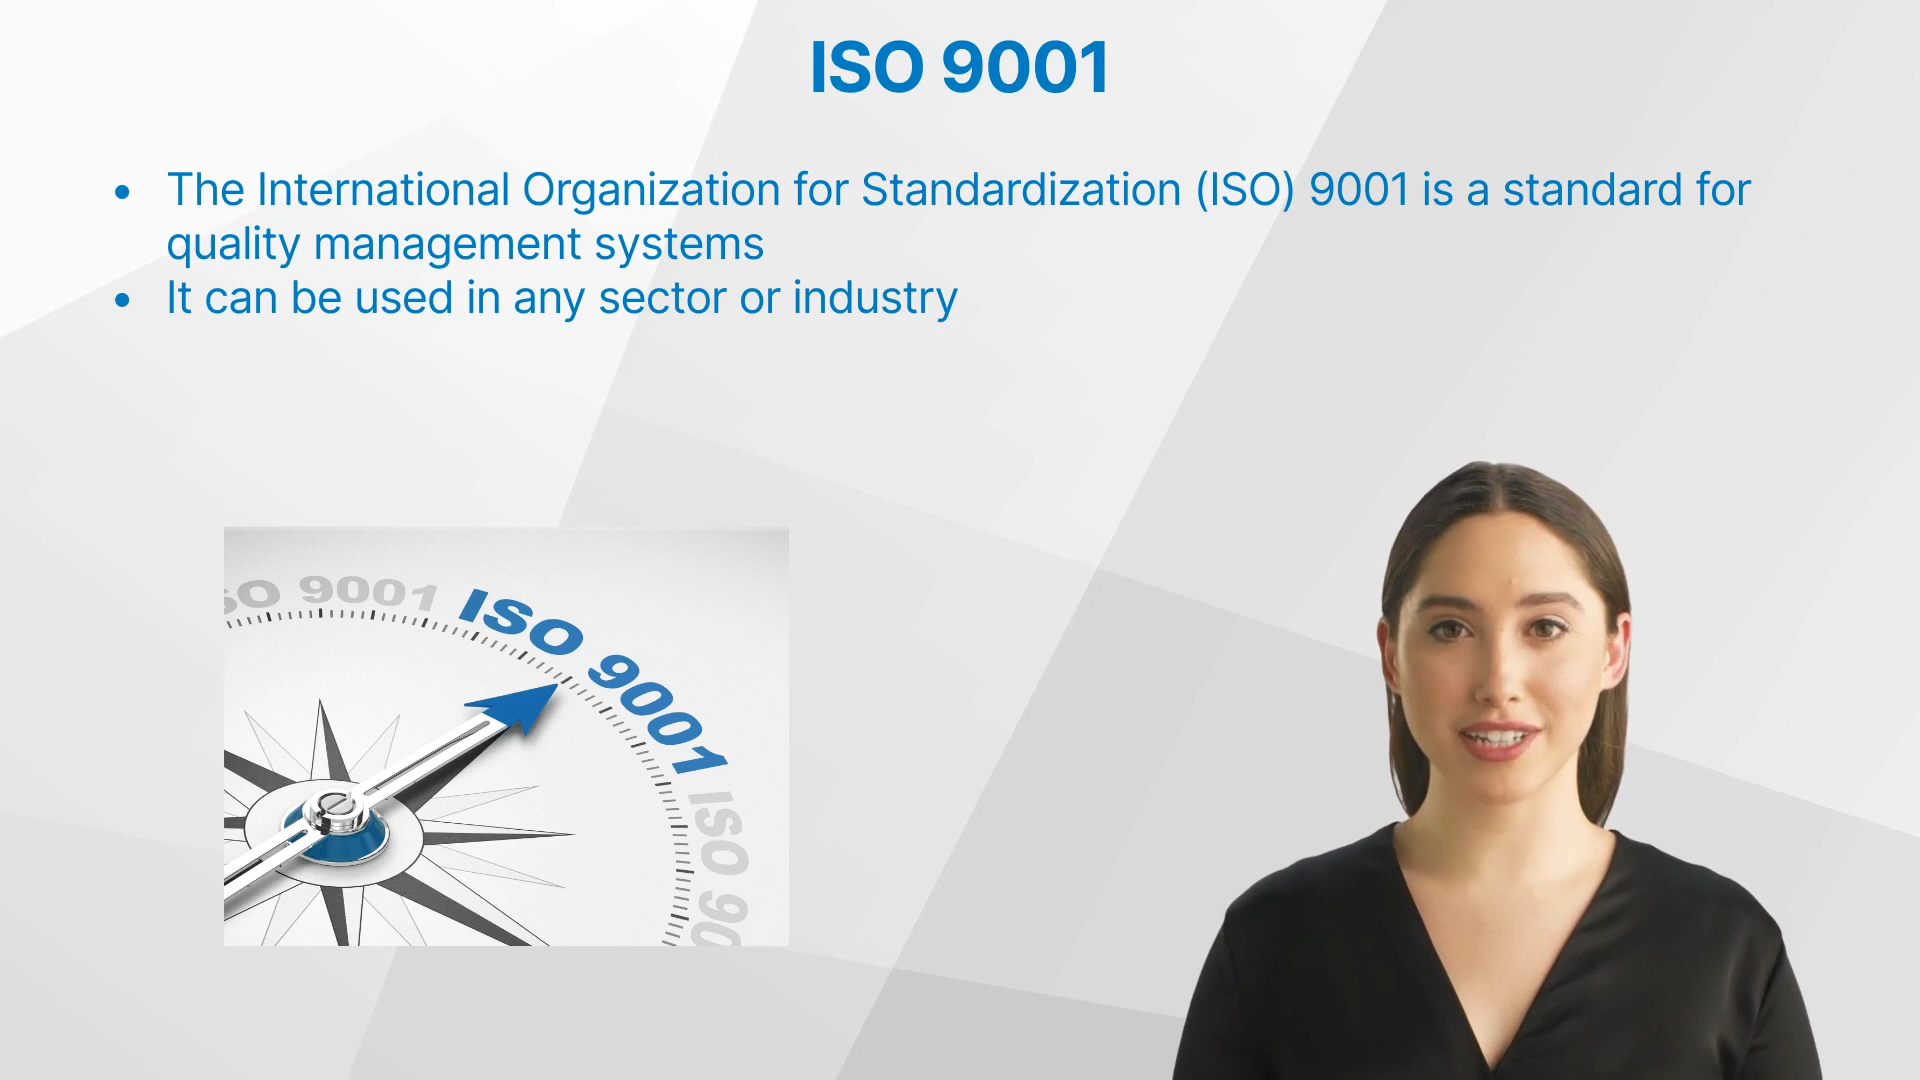 ISO 9001
• The International Organization for Standardization (ISO) 9001 is a standard for
quality management systems
• It can be used in any sector or industry
SO 9001
ISO 9001
ISO 90